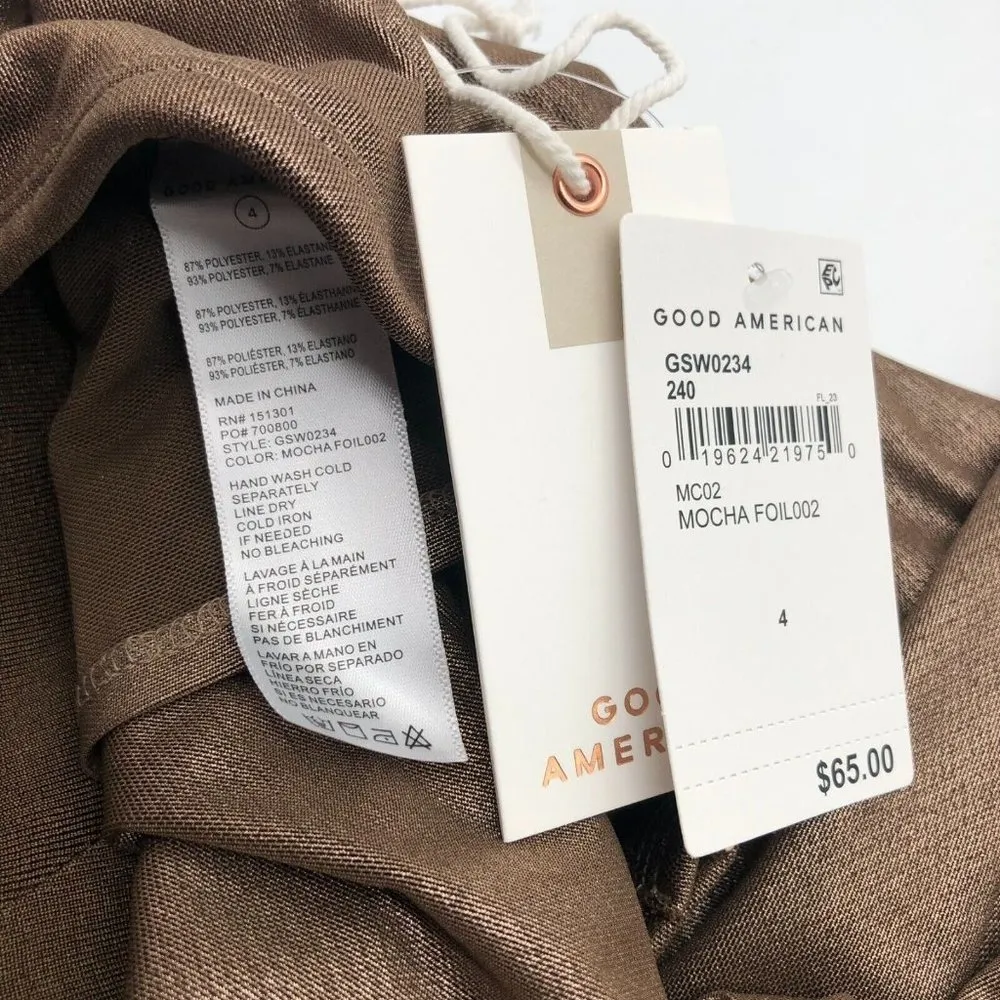 GOOD AM
4
87% POLYESTER, 13% ELASTANE
93% POLYESTER, 7% ELASTANE
87% POLYESTER, 13% ÉLASTHANNE
93% POLYESTER, 7% ÉLASTHANNE
87% POLIÉSTER, 13% ELASTANO
93% POLIÉSTER, 7% ELASTANO
MADE IN CHINA
RN# 151301
PO# 700800
STYLE: GSW0234
COLOR: MOCHA FOIL002
HAND WASH COLD
SEPARATELY
LINE DRY
COLD IRON
IF NEEDED
NO BLEACHING
LAVAGE À LA MAIN
À FROID SÉPARÉMENT
LIGNE SÈCHE
FER À FROID
SI NÉCESSAIRE
PAS DE BLANCHIMENT
LAVAR A MANO EN
FRÍO POR SEPARADO
LÍNEA SECA
HIERRO FRÍO
SI ES NECESARIO
NO BLANQUEAR
GOO
AMER
GOOD AMERICAN
GSW0234
240
FL_23
0 19624 21975 0
MC02
MOCHA FOIL002
4
$65.00